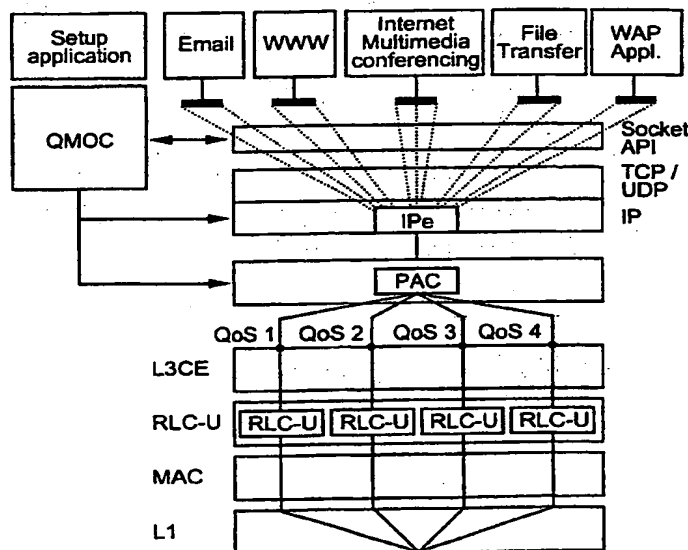 Setup
application
Email
WWW
Internet
Multimedia
conferencing
File
Transfer
WAP
Appl.
QMOC
Socket
API
TCP /
UDP
IPe
IP
PAC
QoS 1
QoS 2
QoS 3
QoS 4
L3CE
RLC-U
RLC-U
RLC-U
RLC-U
RLC-U
MAC
L1